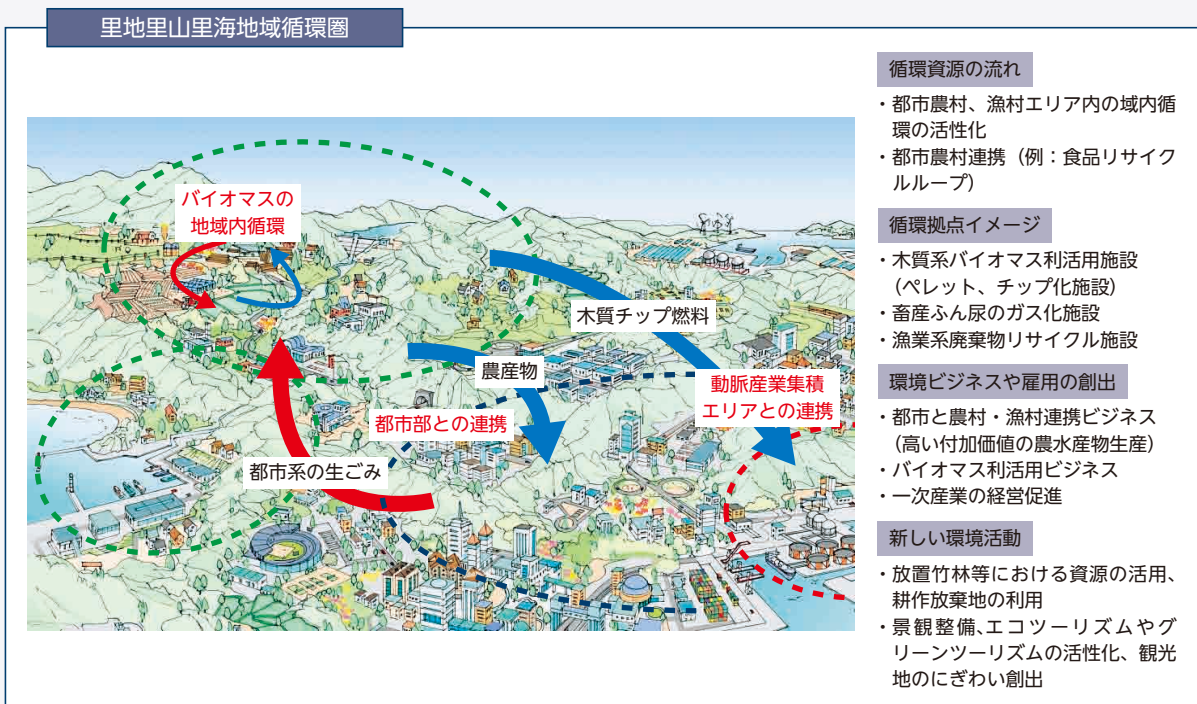 里地里山里海地域循環圏
バイオマスの
地域内循環
木質チップ燃料
農産物
動脈産業集積
エリアとの連携
都市部との連携
都市系の生ごみ
循環資源の流れ
・都市農村、漁村エリア内の域内循
環の活性化
・都市農村連携（例：食品リサイク
ルループ）
循環拠点イメージ
・木質系バイオマス利活用施設
（ペレット、チップ化施設）
・畜産ふん尿のガス化施設
・漁業系廃棄物リサイクル施設
環境ビジネスや雇用の創出
・都市と農村・漁村連携ビジネス
（高い付加価値の農水産物生産）
・バイオマス利活用ビジネス
・一次産業の経営促進
新しい環境活動
・放置竹林等における資源の活用、
耕作放棄地の利用
・景観整備、エコツーリズムやグ
リーンツーリズムの活性化、観光
地のにぎわい創出